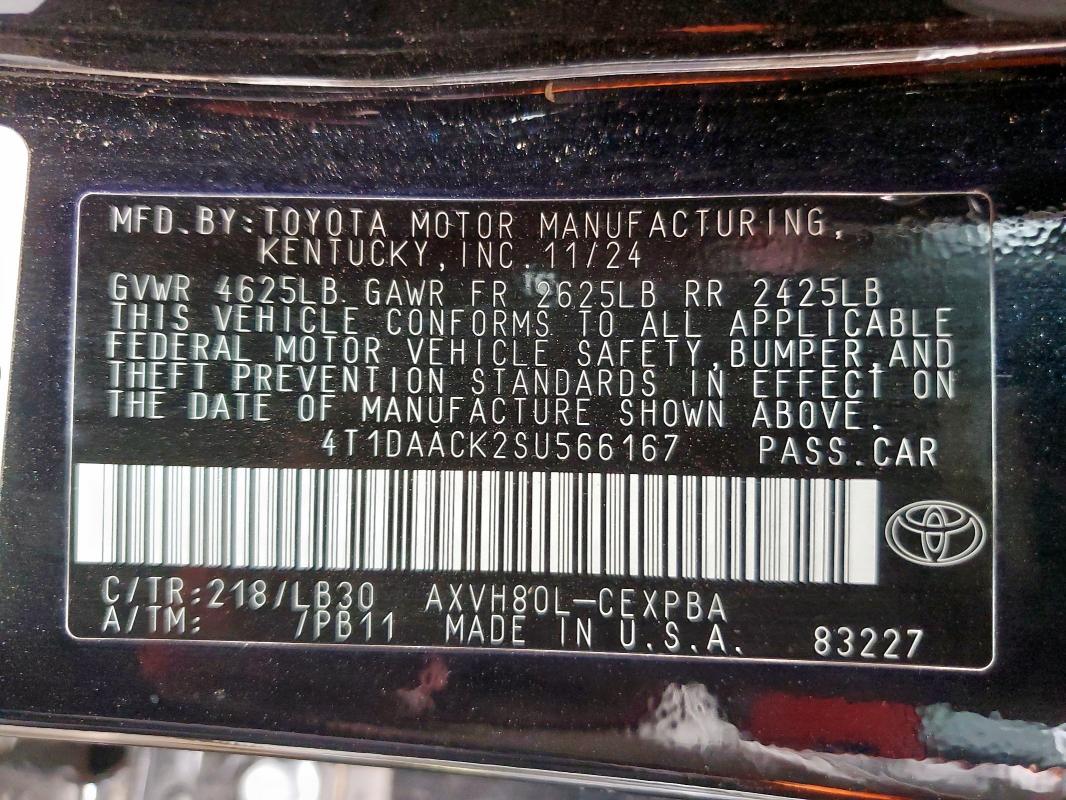 MFD.BY:TOYOTA MOTOR MANUFACTURING,
KENTUCKY,INC. 11/24
GVWR 4625LB GAWR FR 2625LB RR 2425LB
THIS VEHICLE CONFORMS TO ALL APPLICABLE
FEDERAL MOTOR VEHICLE SAFETY,BUMPER,AND
THEFT PREVENTION STANDARDS IN EFFECT ON
THE DATE OF MANUFACTURE SHOWN ABOVE.
4T1DAACK2SU566167 PASS.CAR
C/TR:218/LB30 AXVH80L-CEXPBA
A/TM: /PB11 MADE IN U.S.A. 83227